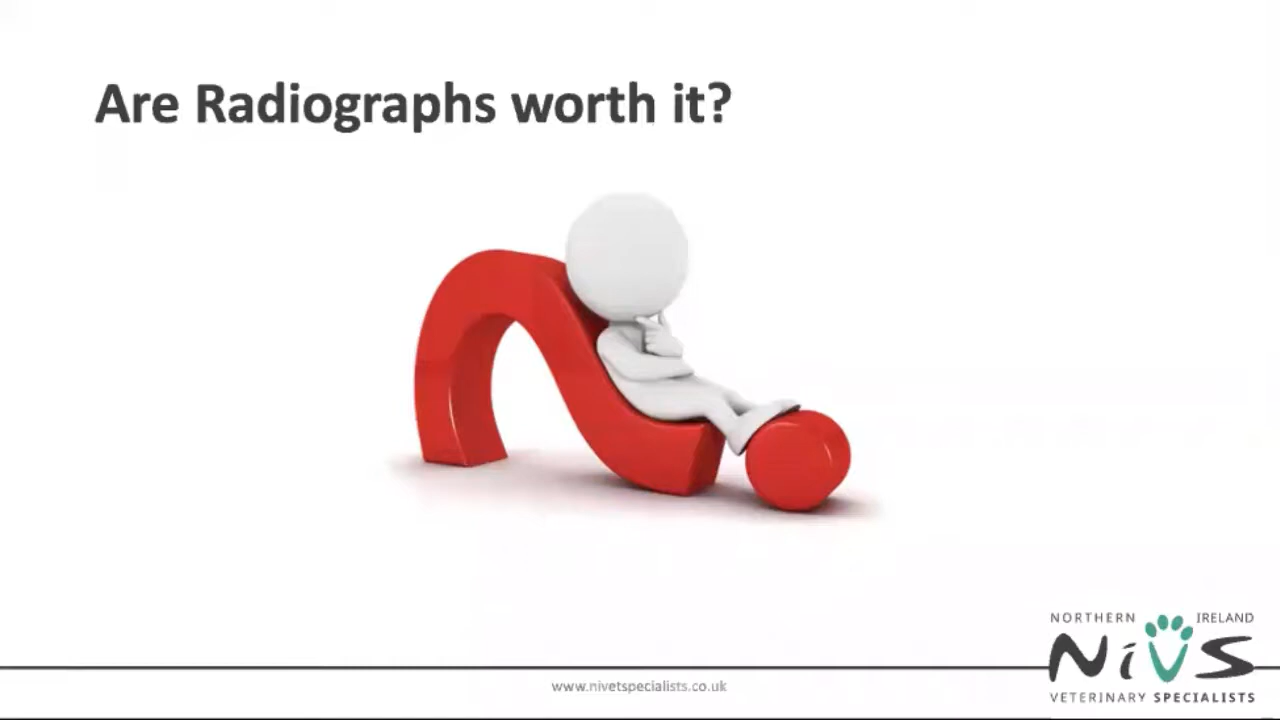 Are Radiographs worth it?
NORTHERN IRELAND
NiVS
VETERINARY SPECIALISTS
www.nivetspecialists.co.uk